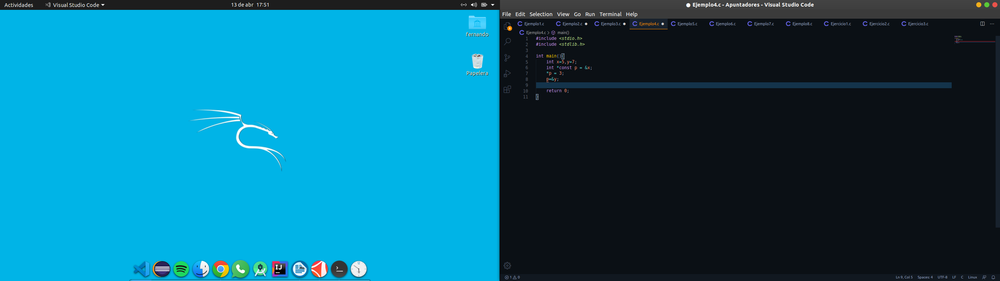 Actividades Visual Studio Code 13 de abr 17:51
fernando
Papelera
IJ
12
Ejemplo4.c - Apuntadores - Visual Studio Code
File Edit Selection View Go Run Terminal Help
3
Ejemplo1.c Ejemplo2.c Ejemplo3.c Ejemplo4.c Ejemplo5.c Ejemplo6.c Ejemplo7.c Ejemplo8.c Ejercicio1.c Ejercicio2.c Ejercicio3.c
Ejemplo4.c > main()
1 #include <stdio.h>
2 #include <stdlib.h>
3
4 int main(){
5 int x=5,y=7;
6 int *const p = &x;
7 *p = 3;
8 p=&y;
9
10 return 0;
11 }
1 0 Ln 9, Col 5 Spaces: 4 UTF-8 LF C Linux